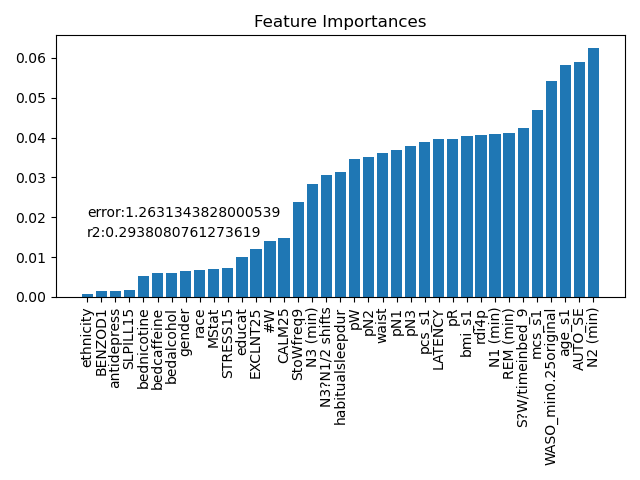 Feature Importances
0.06
0.05
0.04
0.03
0.02
0.01
0.00
error:1.2631343828000539
r2:0.2938080761273619
ethnicity
BENZOD1
antidepress
SLPILL15
bednicotine
bedcaffeine
bedalcohol
gender
race
MStat
STRESS15
educat
EXCLNT25
#W
CALM25
StoWfreq9
N3 (min)
N3?N1/2 shifts
habitualsleepdur
pW
pN2
waist
pN1
pN3
pcs_s1
LATENCY
pR
bmi_s1
rdi4p
N1 (min)
REM (min)
S?W/timeinbed_9
mcs_s1
WASO_min0.25original
age_s1
AUTO_SE
N2 (min)